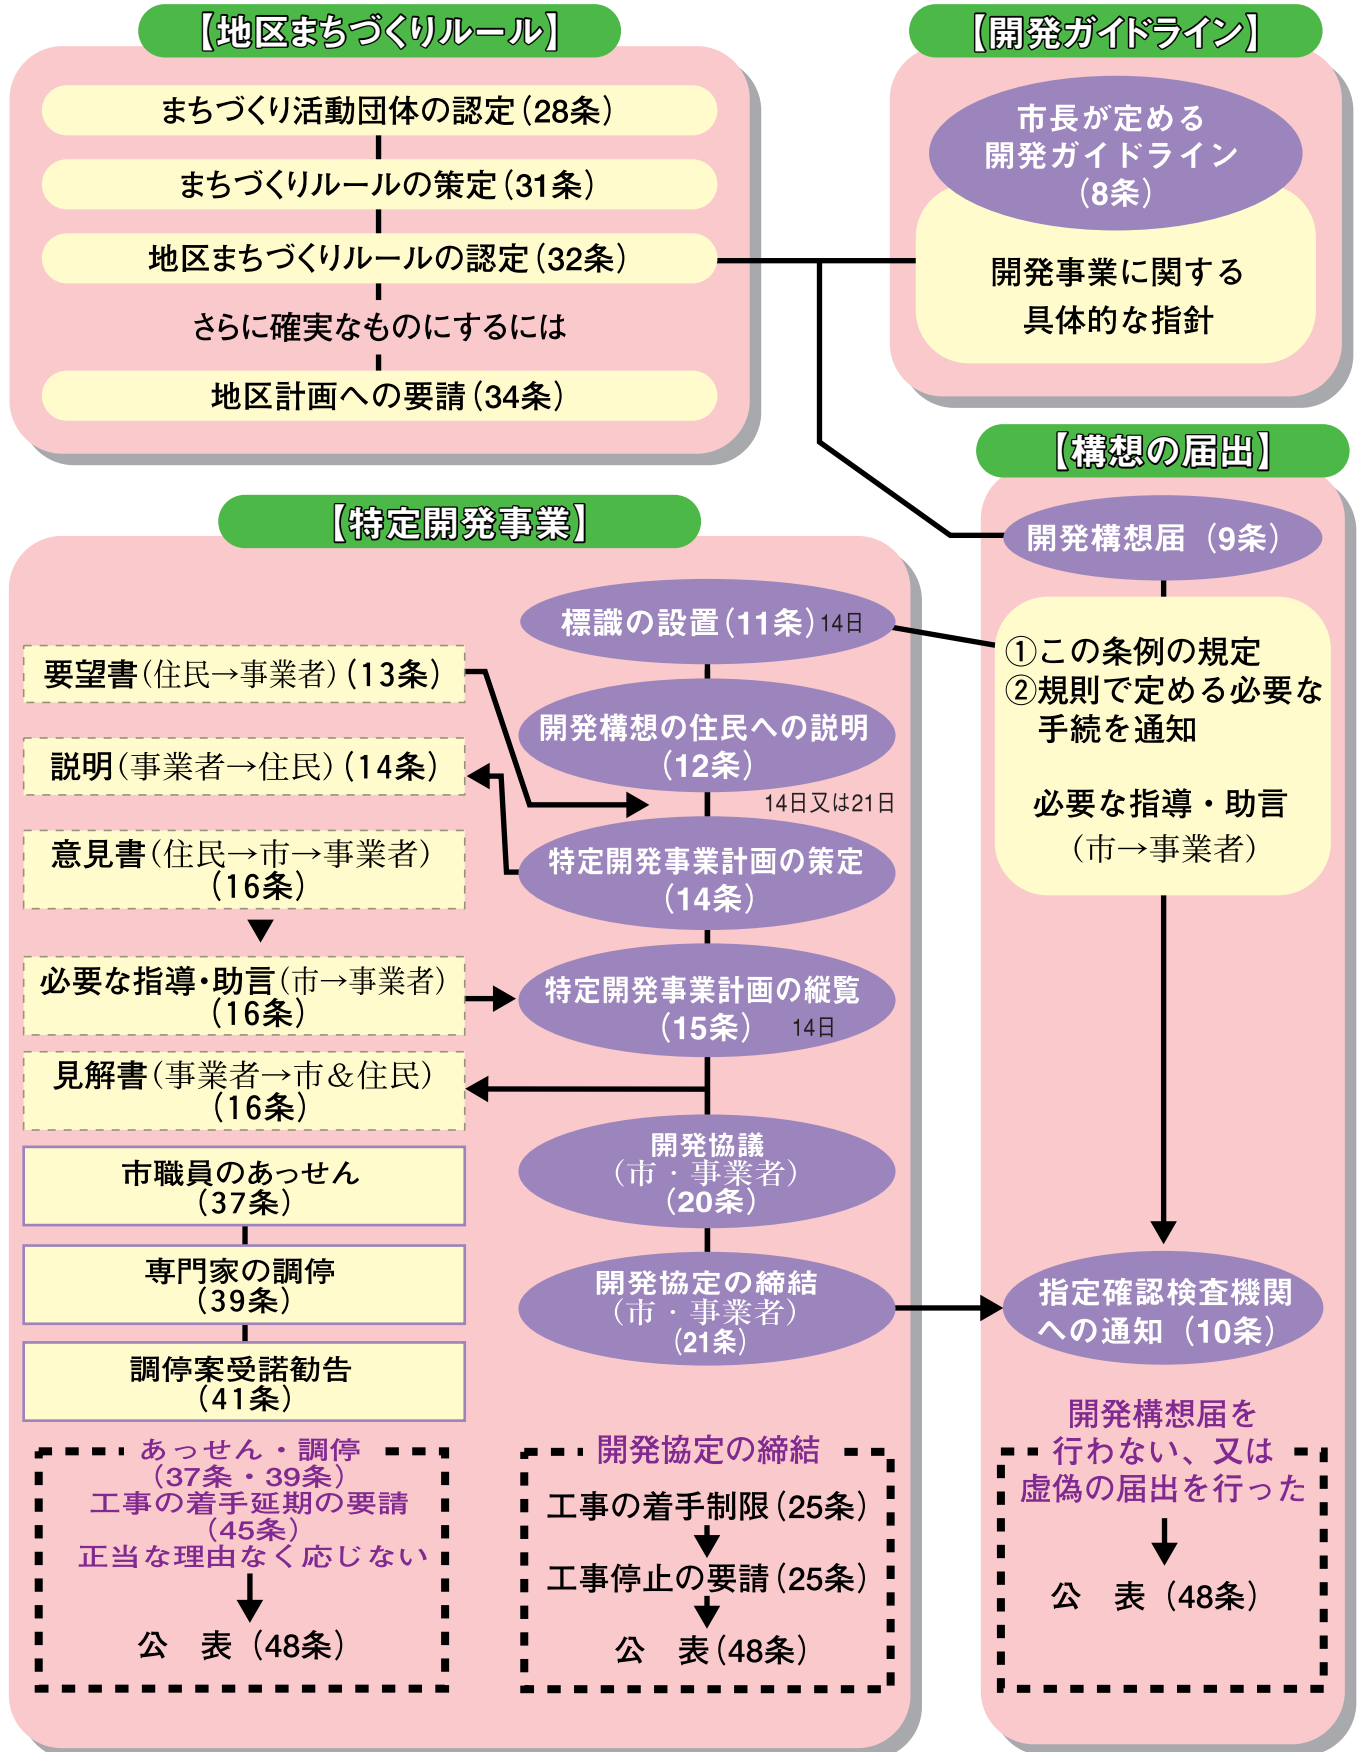 【地区まちづくりルール】
まちづくり活動団体の認定(28条)
まちづくりルールの策定(31条)
地区まちづくりルールの認定(32条)
さらに確実なものにするには
地区計画への要請(34条)
【開発ガイドライン】
市長が定める
開発ガイドライン
(8条)
開発事業に関する
具体的な指針
【構想の届出】
開発構想届(9条)
①この条例の規定
②規則で定める必要な
手続を通知
必要な指導・助言
(市→事業者)
指定確認検査機関
への通知(10条)
開発構想届を
行わない、又は
虚偽の届出を行った
公 表(48条)
【特定開発事業】
標識の設置(11条)14日
開発構想の住民への説明
(12条)
14日又は21日
特定開発事業計画の策定
(14条)
特定開発事業計画の縦覧
(15条) 14日
開発協議
(市・事業者)
(20条)
開発協定の締結
(市・事業者)
(21条)
要望書(住民→事業者)(13条)
説明(事業者→住民)(14条)
意見書(住民→市→事業者)
(16条)
必要な指導・助言(市→事業者)
(16条)
見解書(事業者→市&住民)
(16条)
市職員のあっせん
(37条)
専門家の調停
(39条)
調停案受諾勧告
(41条)
あっせん・調停
(37条・39条)
工事の着手延期の要請
(45条)
正当な理由なく応じない
公 表(48条)
開発協定の締結
工事の着手制限(25条)
工事停止の要請(25条)
公 表(48条)